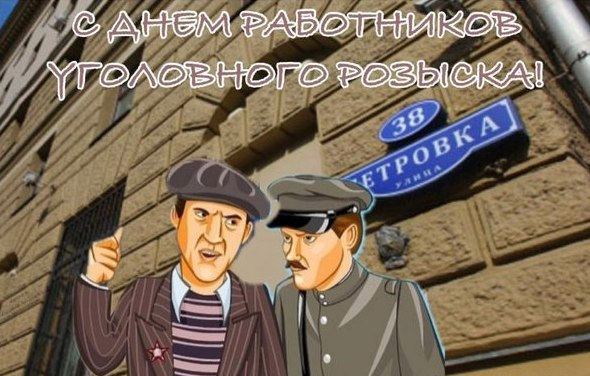 С ДНЕМ РАБОТНИКОВ
УГОЛОВНОГО РОЗЫСКА!
38
ПЕТРОВКА
УЛИЦА